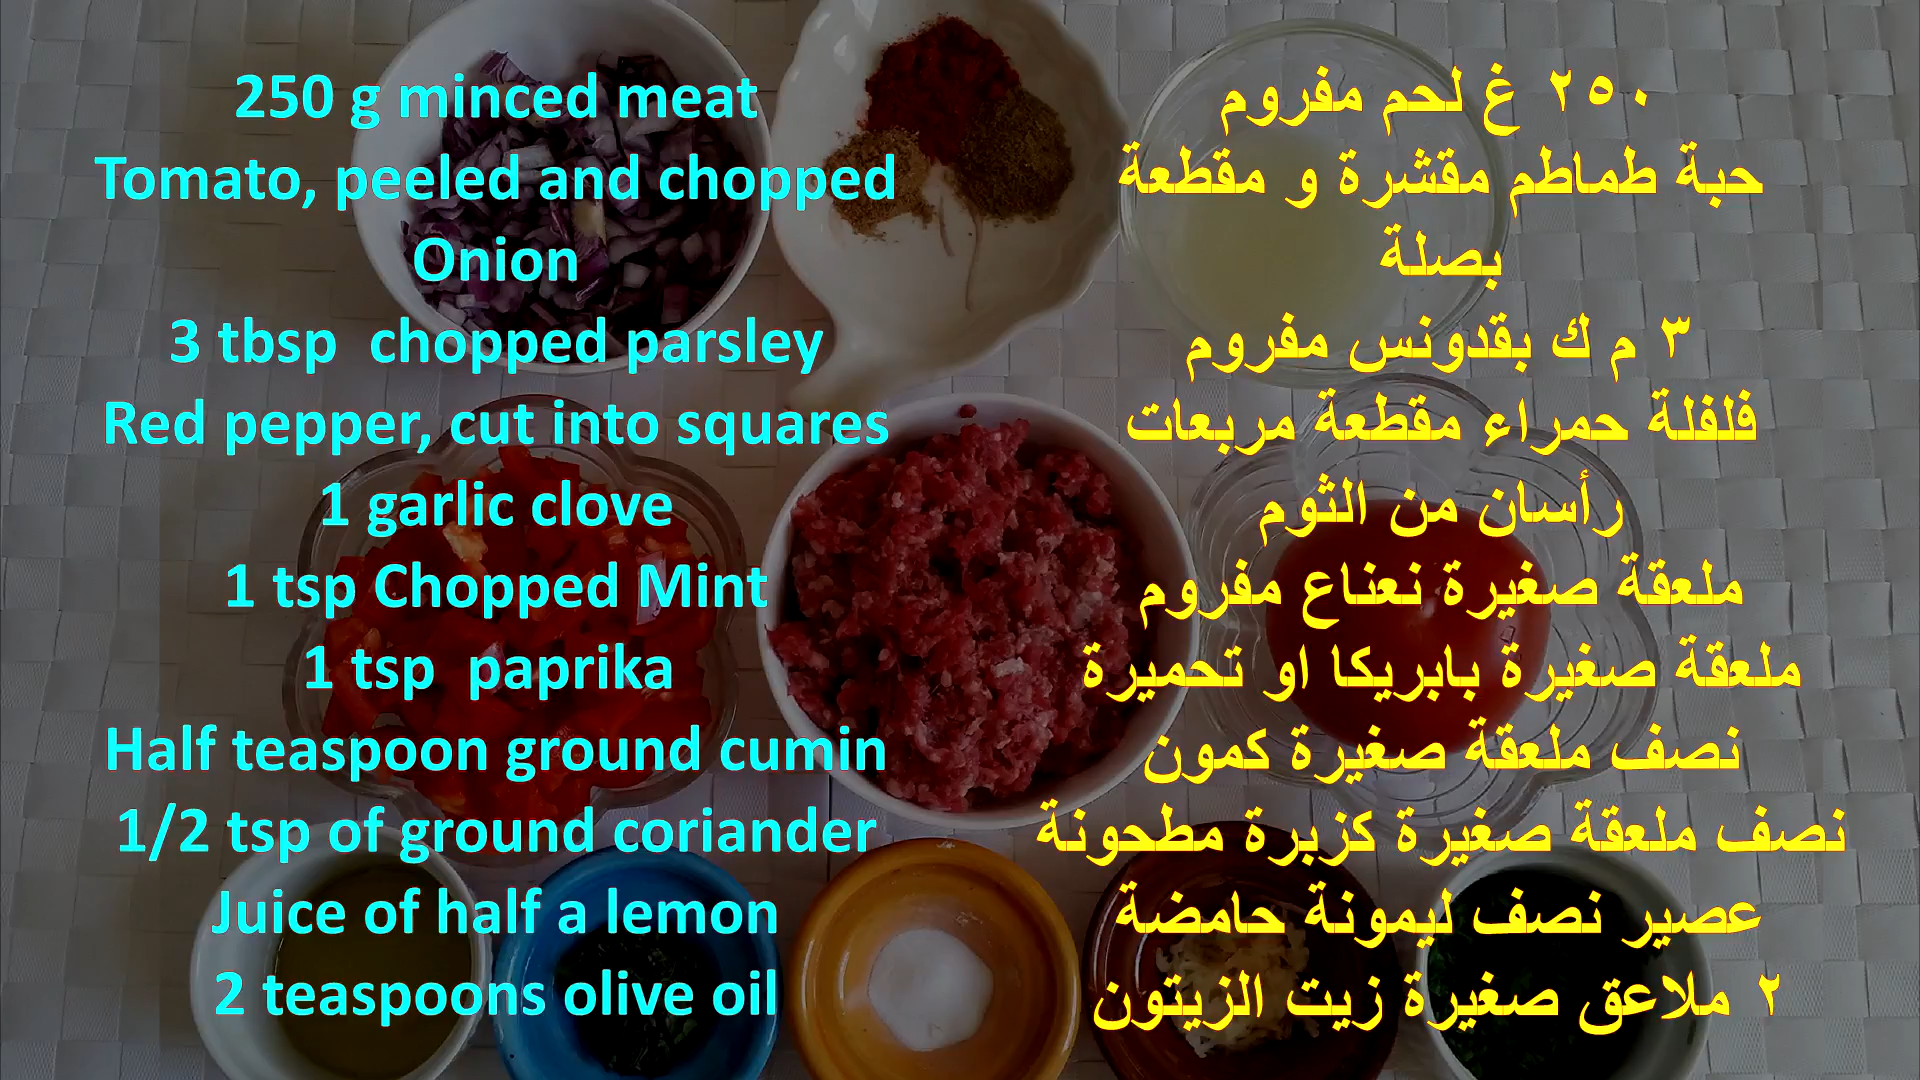 250 g minced meat
Tomato, peeled and chopped
Onion
3 tbsp chopped parsley
Red pepper, cut into squares
1 garlic clove
1 tsp Chopped Mint
1 tsp paprika
Half teaspoon ground cumin
1/2 tsp of ground coriander
Juice of half a lemon
2 teaspoons olive oil
٢٥٠ غ لحم مفروم
حبة طماطم مقشرة و مقطعة
بصلة
٣ م ك بقدونس مفروم
فلفلة حمراء مقطعة مربعات
رأسان من الثوم
ملعقة صغيرة نعناع مفروم
ملعقة صغيرة بابريكا او تحميرة
نصف ملعقة صغيرة كمون
نصف ملعقة صغيرة كزبرة مطحونة
عصير نصف ليمونة حامضة
٢ ملاعق صغيرة زيت الزيتون